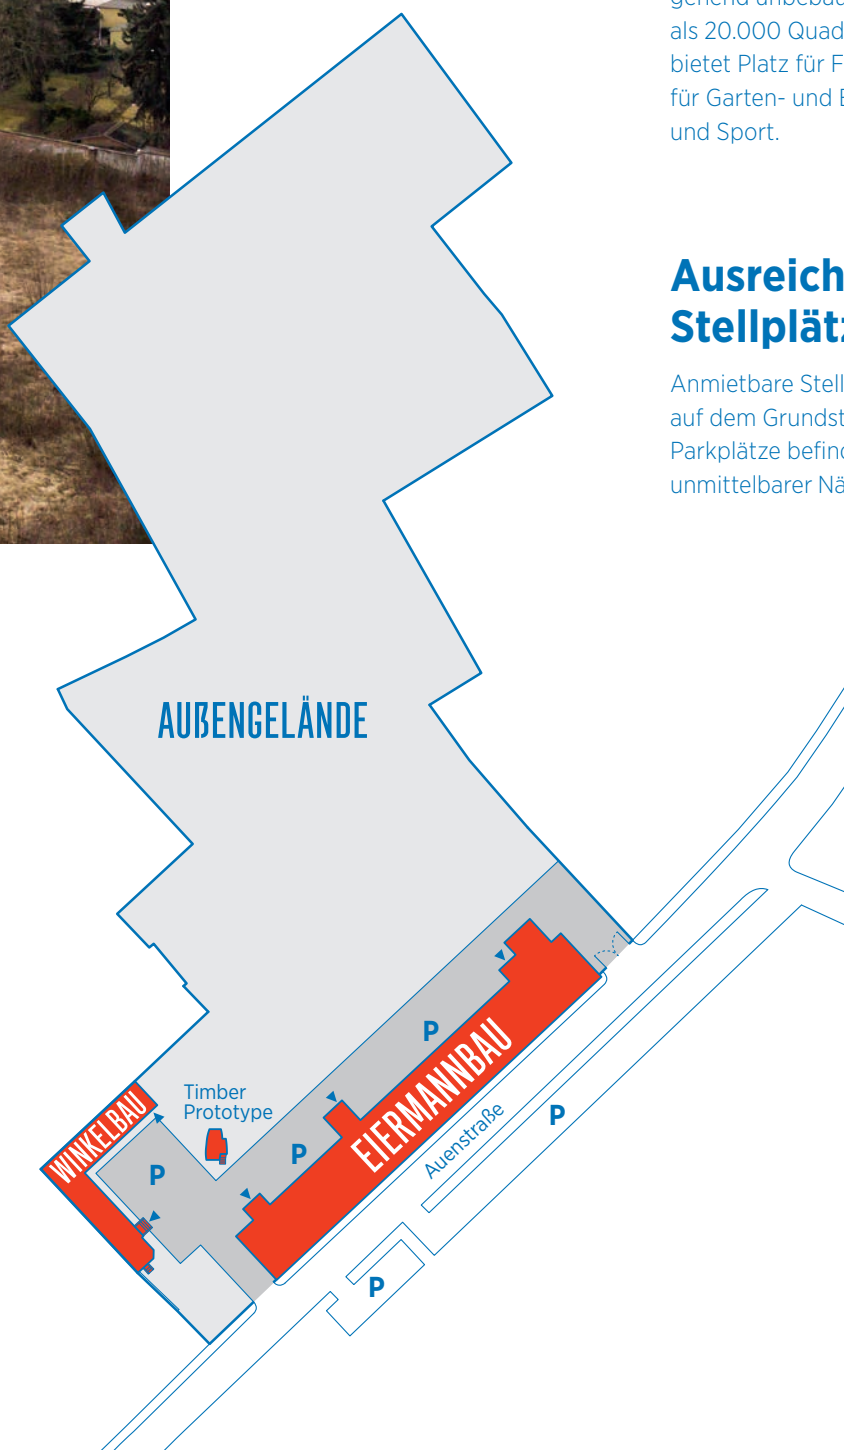 als 20.000 Quad
bietet Platz für F
für Garten- und
und Sport.
Ausreich
Stellplät
Anmietbare Stell
auf dem Grundst
Parkplätze befin
unmittelbarer Nä
AUßENGELÄNDE
P
EIERMANNBAU
Timber
Prototype
WINKELBAU
P
P
Auenstraße
P
P